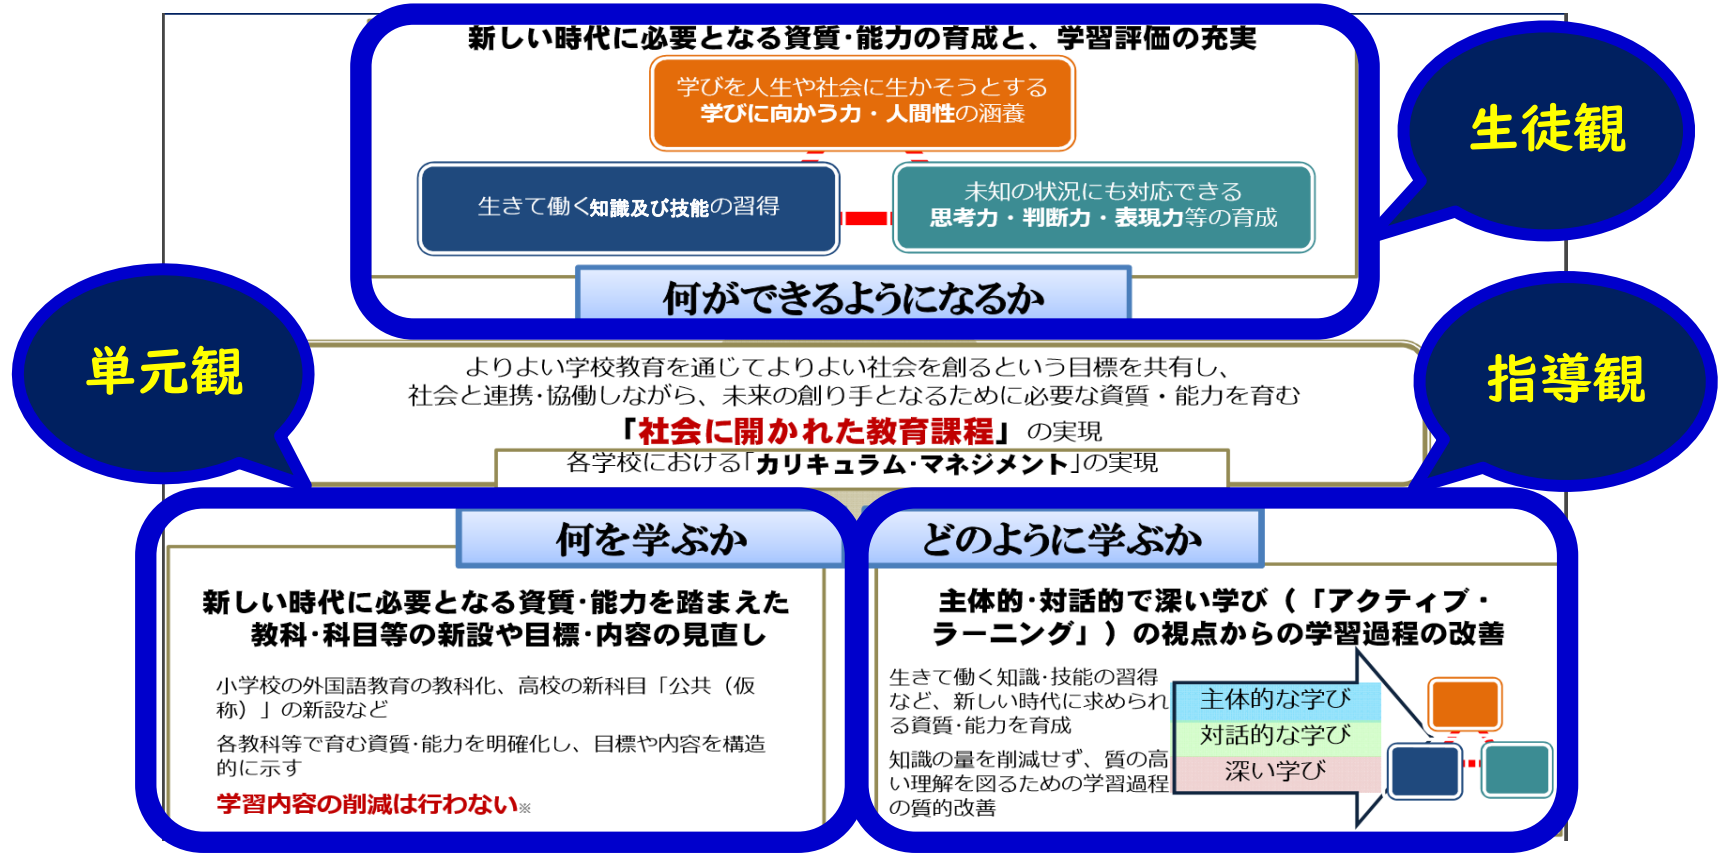 新しい時代に必要となる資質･能力の育成と、学習評価の充実
学びを人生や社会に生かそうとする
学びに向かう力・人間性の涵養
生きて働く知識及び技能の習得
未知の状況にも対応できる
思考力・判断力・表現力等の育成
何ができるようになるか
生徒観
単元観
指導観
よりよい学校教育を通じてよりよい社会を創るという目標を共有し、
社会と連携･協働しながら、未来の創り手となるために必要な資質・能力を育む
「社会に開かれた教育課程」の実現
各学校における「カリキュラム･マネジメント」の実現
何を学ぶか
新しい時代に必要となる資質･能力を踏まえた
教科･科目等の新設や目標･内容の見直し
小学校の外国語教育の教科化、高校の新科目「公共（仮
称）」の新設など
各教科等で育む資質･能力を明確化し、目標や内容を構造
的に示す
学習内容の削減は行わない※
どのように学ぶか
主体的･対話的で深い学び（「アクティブ・
ラーニング」）の視点からの学習過程の改善
生きて働く知識･技能の習得
など、新しい時代に求められ
る資質･能力を育成
知識の量を削減せず、質の高
い理解を図るための学習過程
の質的改善
主体的な学び
対話的な学び
深い学び